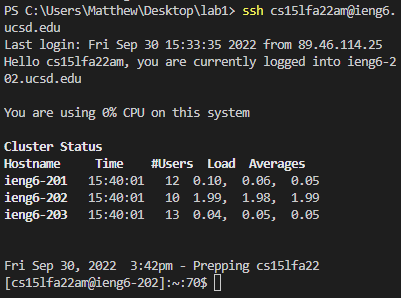 PS C:\Users\Matthew\Desktop\lab1> ssh cs15lfa22am@ieng6.
ucsd.edu
Last login: Fri Sep 30 15:33:35 2022 from 89.46.114.25
Hello cs15lfa22am, you are currently logged into ieng6-2
02.ucsd.edu
You are using 0% CPU on this system
Cluster Status
Hostname Time #Users Load Averages
ieng6-201 15:40:01 12 0.10, 0.06, 0.05
ieng6-202 15:40:01 10 1.99, 1.98, 1.99
ieng6-203 15:40:01 13 0.04, 0.05, 0.05
Fri Sep 30, 2022 3:42pm - Prepping cs15lfa22
[cs15lfa22am@ieng6-202]:~:70$